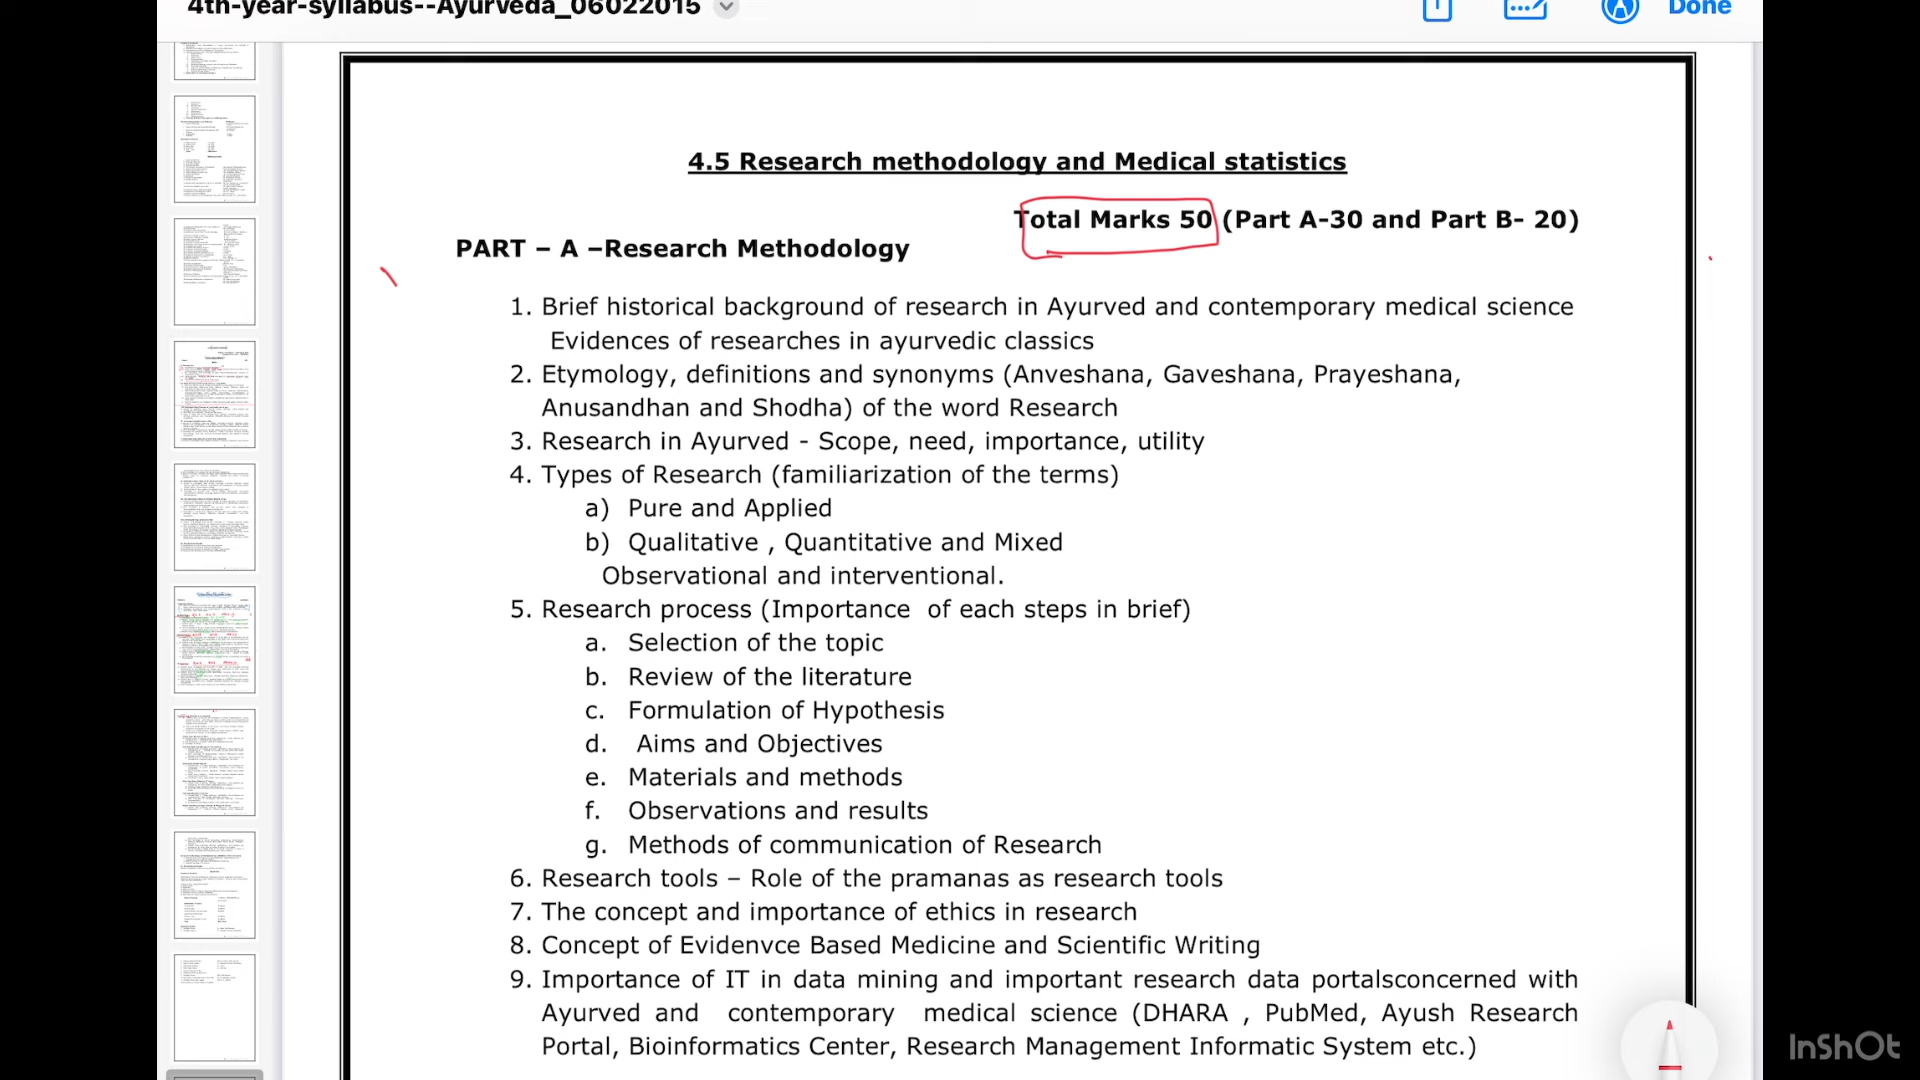 4th-year-syllabus--Ayurveda_06022015
Done
4.5 Research methodology and Medical statistics
Total Marks 50 (Part A-30 and Part B- 20)
PART – A –Research Methodology
1. Brief historical background of research in Ayurved and contemporary medical science
Evidences of researches in ayurvedic classics
2. Etymology, definitions and synonyms (Anveshana, Gaveshana, Prayeshana,
Anusandhan and Shodha) of the word Research
3. Research in Ayurved - Scope, need, importance, utility
4. Types of Research (familiarization of the terms)
a) Pure and Applied
b) Qualitative , Quantitative and Mixed
Observational and interventional.
5. Research process (Importance of each steps in brief)
a. Selection of the topic
b. Review of the literature
c. Formulation of Hypothesis
d. Aims and Objectives
e. Materials and methods
f. Observations and results
g. Methods of communication of Research
6. Research tools – Role of the pramanas as research tools
7. The concept and importance of ethics in research
8. Concept of Evidenvce Based Medicine and Scientific Writing
9. Importance of IT in data mining and important research data portalsconcerned with
Ayurved and contemporary medical science (DHARA , PubMed, Ayush Research
Portal, Bioinformatics Center, Research Management Informatic System etc.)
InShOt